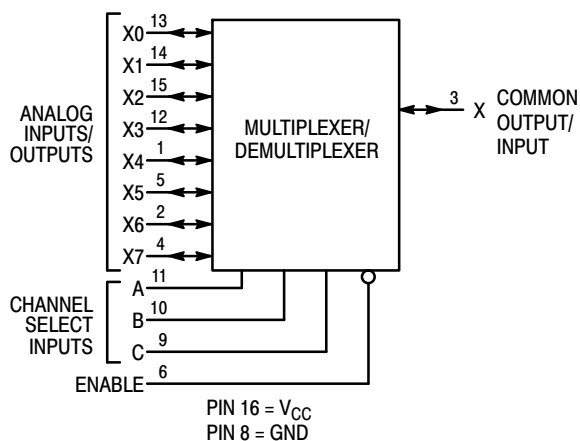 X0 13
X1 14
X2 15
X3 12
X4 1
X5 5
X6 2
X7 4
ANALOG
INPUTS/
OUTPUTS
MULTIPLEXER/
DEMULTIPLEXER
3 X
COMMON
OUTPUT/
INPUT
A 11
B 10
C 9
CHANNEL
SELECT
INPUTS
ENABLE 6
PIN 16 = VCC
PIN 8 = GND